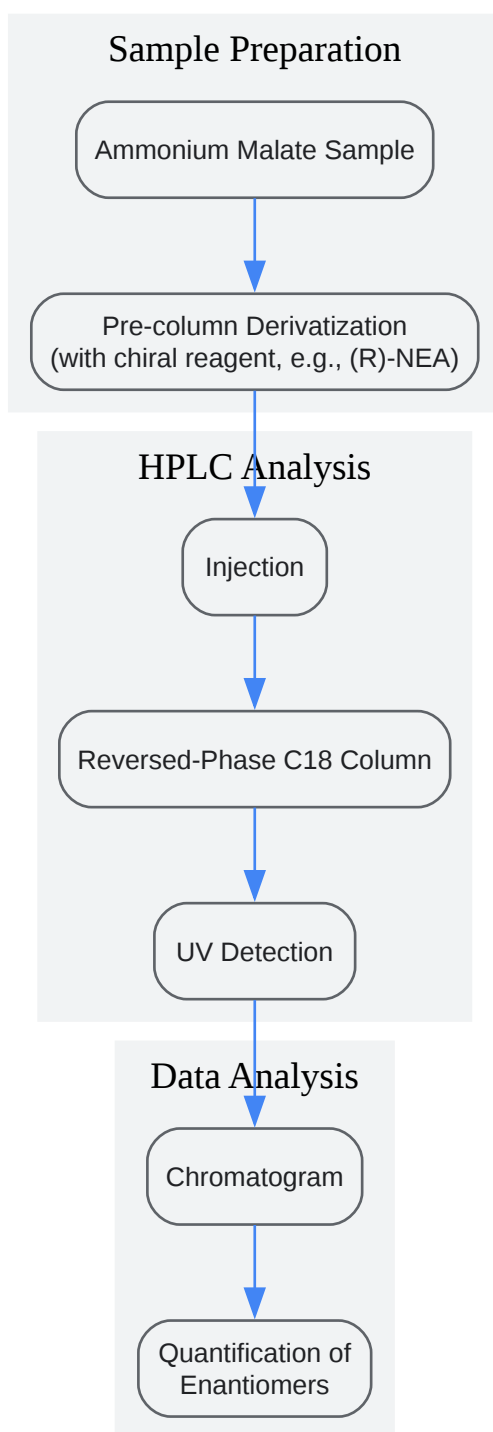 Sample Preparation
Ammonium Malate Sample
Pre-column Derivatization
(with chiral reagent, e.g., (R)-NEA)
HPLC Analysis
Injection
Reversed-Phase C18 Column
UV Detection
Data Analysis
Chromatogram
Quantification of
Enantiomers